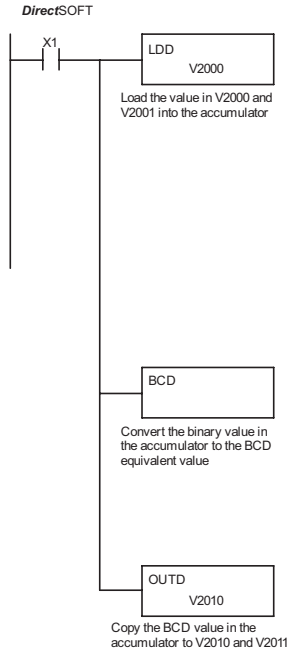 DirectSOFT
X1
LDD
V2000
Load the value in V2000 and
V2001 into the accumulator
BCD
Convert the binary value in
the accumulator to the BCD
equivalent value
OUTD
V2010
Copy the BCD value in the
accumulator to V2010 and V2011